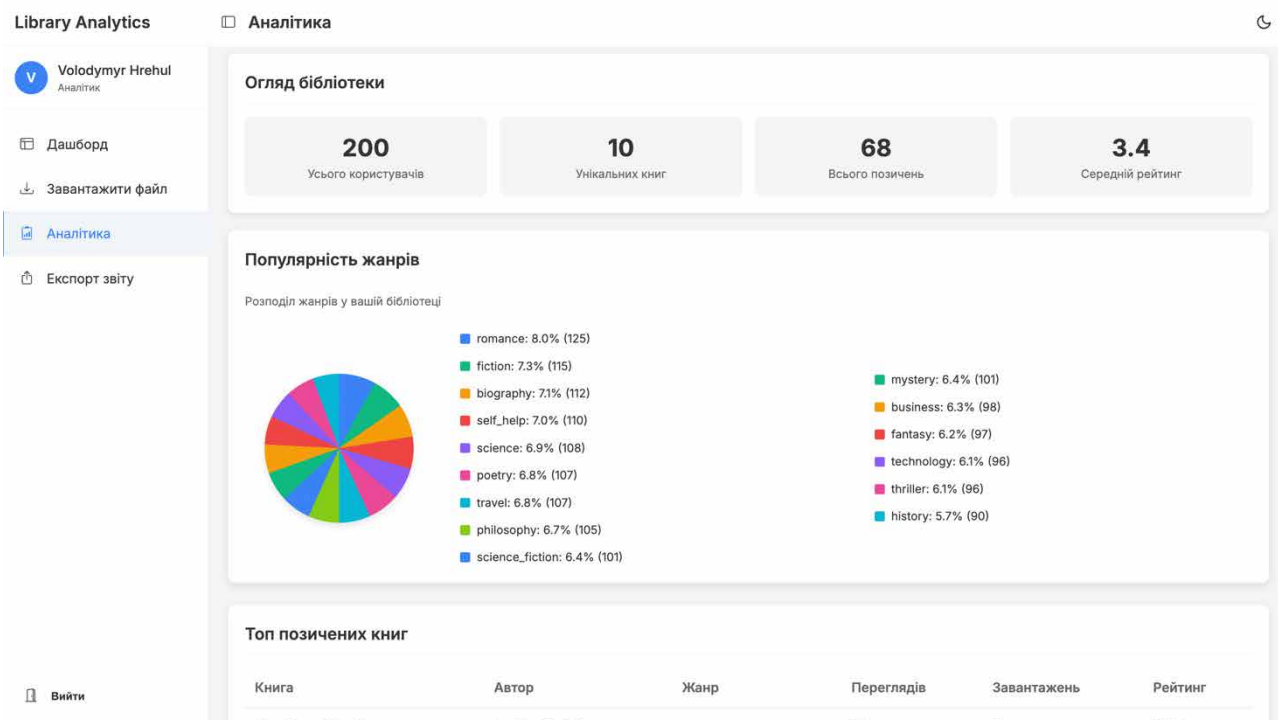 Library Analytics
Аналітика
V
Volodymyr Hrehul
Аналітик
Дашборд
Завантажити файл
Аналітика
Експорт звіту
Вийти
Огляд бібліотеки
200
Усього користувачів
10
Унікальних книг
68
Всього позичень
3.4
Середній рейтинг
Популярність жанрів
Розподіл жанрів у вашій бібліотеці
romance: 8.0% (125)
fiction: 7.3% (115)
biography: 7.1% (112)
self_help: 7.0% (110)
science: 6.9% (108)
poetry: 6.8% (107)
travel: 6.8% (107)
philosophy: 6.7% (105)
science_fiction: 6.4% (101)
mystery: 6.4% (101)
business: 6.3% (98)
fantasy: 6.2% (97)
technology: 6.1% (96)
thriller: 6.1% (96)
history: 5.7% (90)
Топ позичених книг
Книга Автор Жанр Переглядів Завантажень Рейтинг